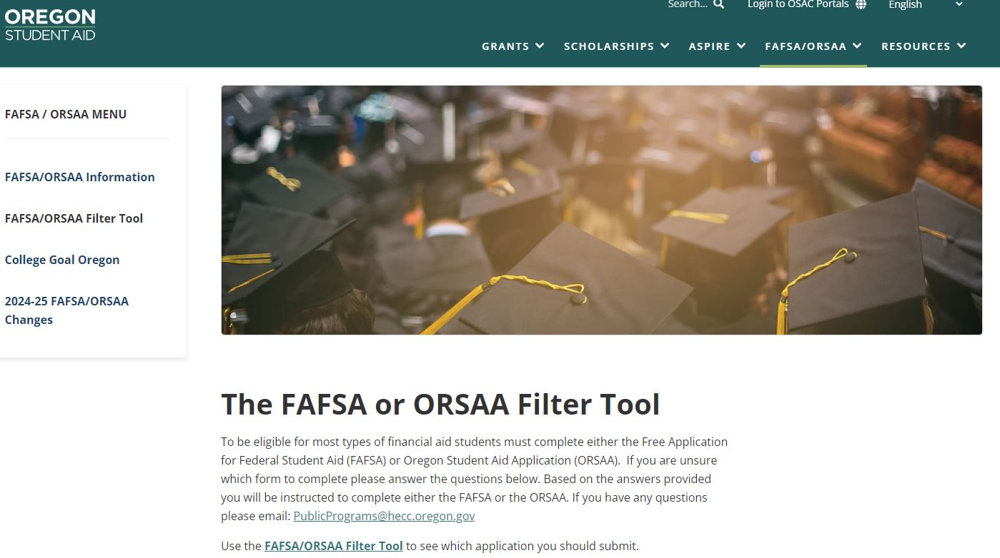 OREGON
STUDENT AID
Search...
Login to OSAC Portals
English
GRANTS
SCHOLARSHIPS
ASPIRE
FAFSA/ORSAA
RESOURCES
FAFSA / ORSAA MENU
FAFSA/ORSAA Information
FAFSA/ORSAA Filter Tool
College Goal Oregon
2024-25 FAFSA/ORSAA
Changes
The FAFSA or ORSAA Filter Tool
To be eligible for most types of financial aid students must complete either the Free Application
for Federal Student Aid (FAFSA) or Oregon Student Aid Application (ORSAA).  If you are unsure
which form to complete please answer the questions below. Based on the answers provided
you will be instructed to complete either the FAFSA or the ORSAA. If you have any questions
please email: PublicPrograms@hecc.oregon.gov
Use the FAFSA/ORSAA Filter Tool to see which application you should submit.